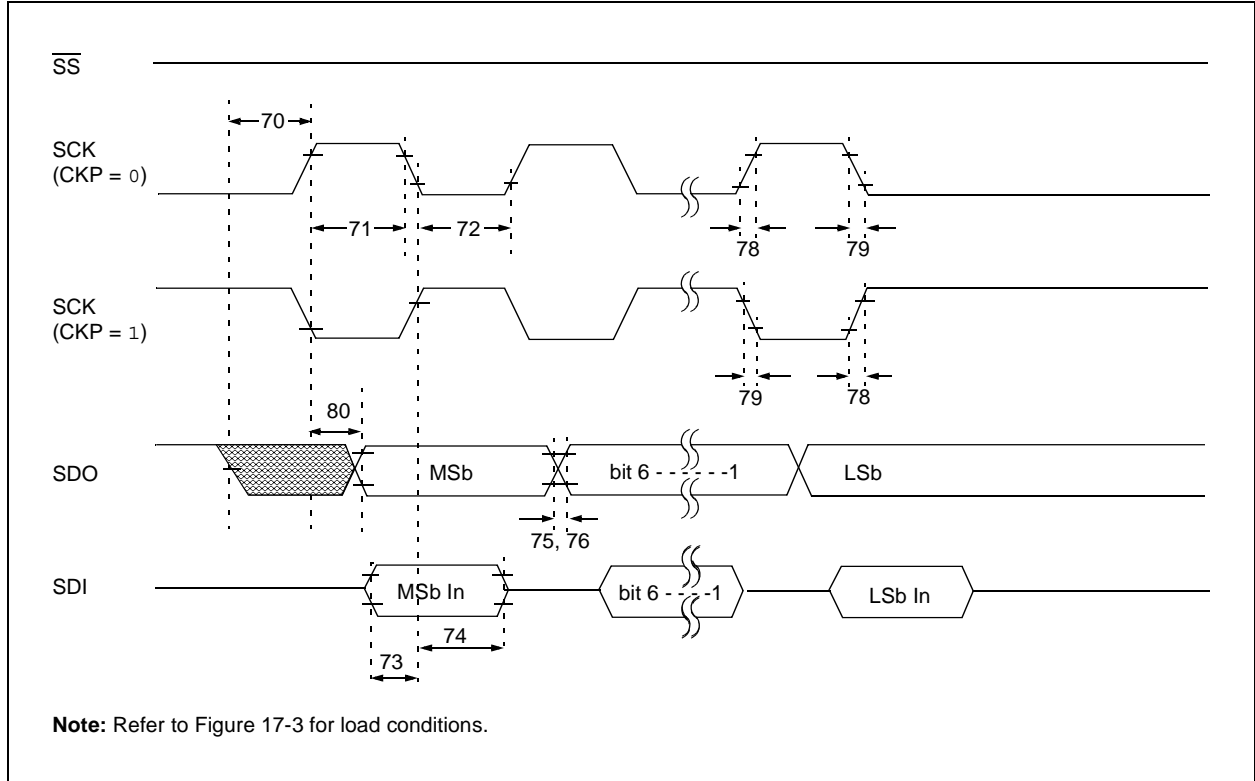 SS
70
SCK
(CKP = 0)
71
72
78
79
SCK
(CKP = 1)
79
78
80
SDO
MSb
bit 6 - - - - - -1
LSb
75, 76
SDI
MSb In
bit 6 - - - - -1
LSb In
74
73
Note: Refer to Figure 17-3 for load conditions.